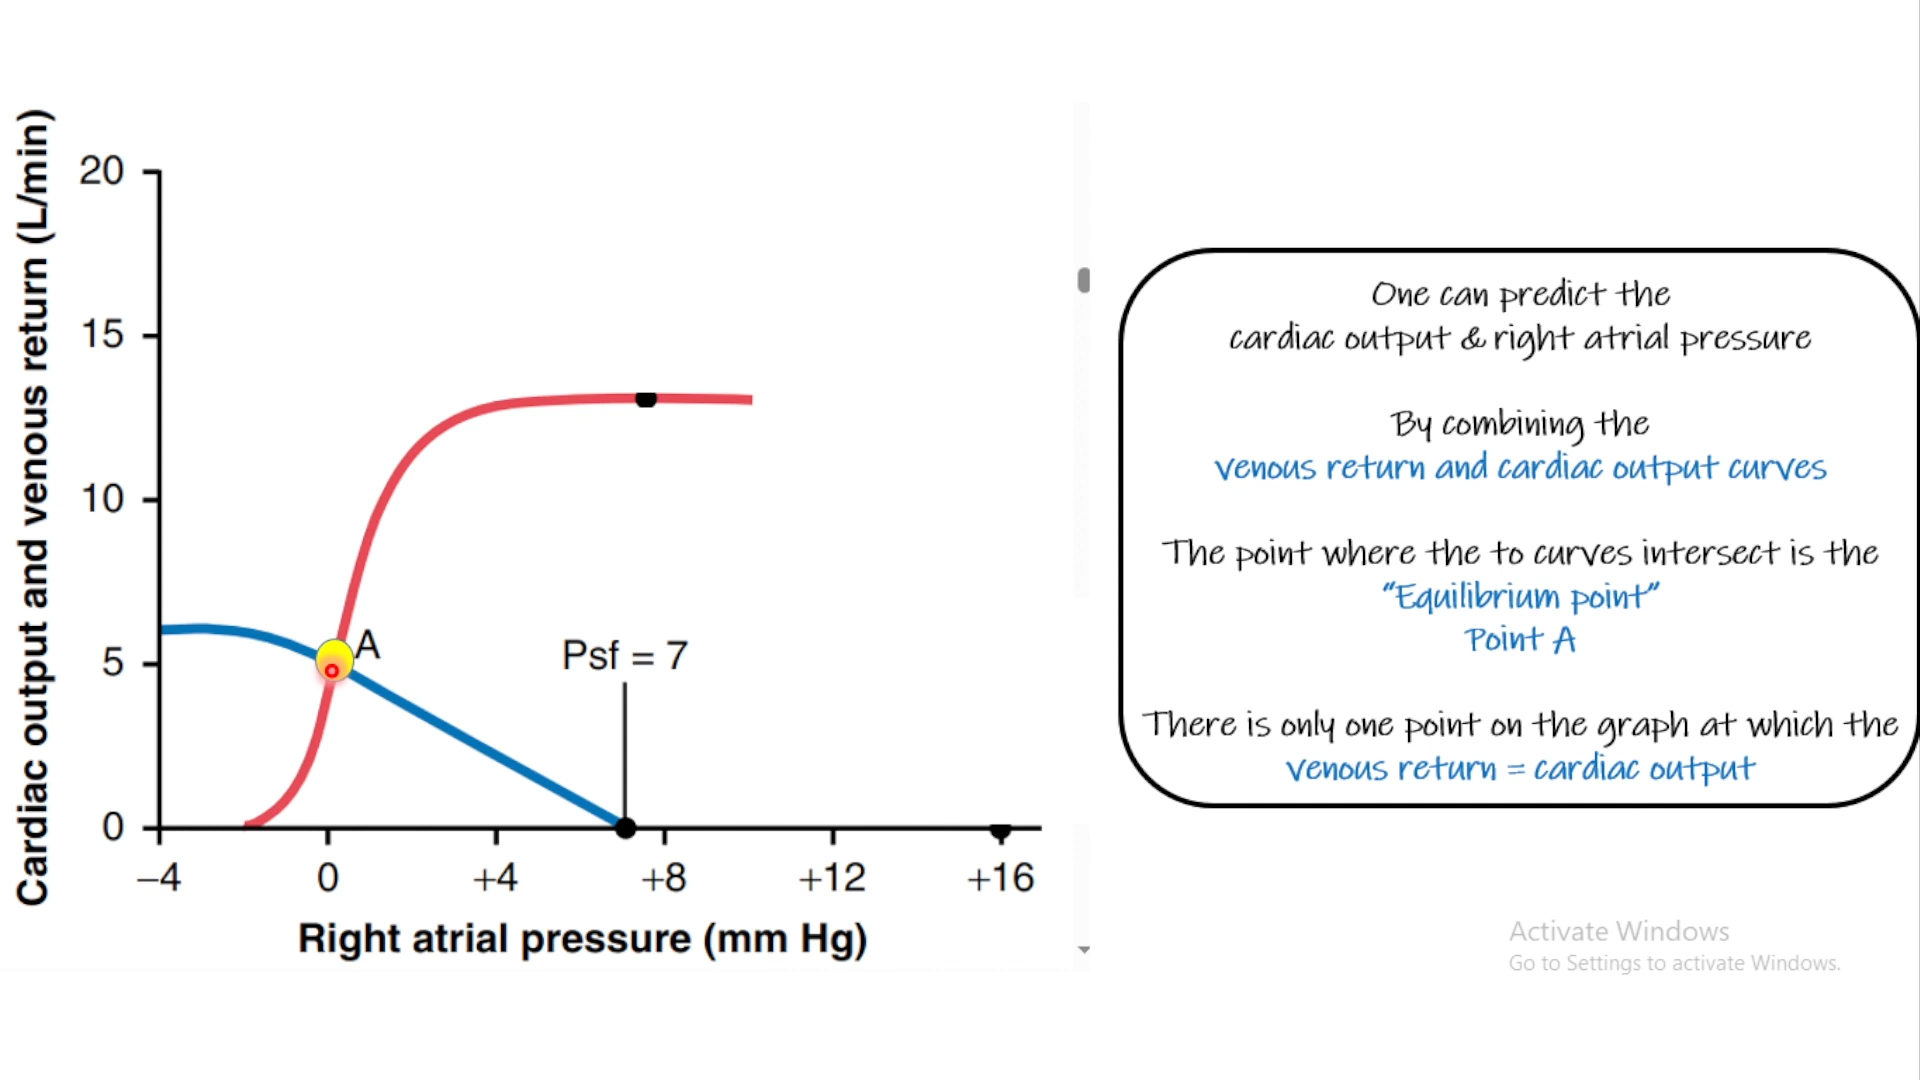 Cardiac output and venous return (L/min)
20
15
10
5
0
A
Psf = 7
−4
0
+4
+8
+12
+16
Right atrial pressure (mm Hg)
One can predict the
cardiac output & right atrial pressure
By combining the
venous return and cardiac output curves
The point where the to curves intersect is the
"Equilibrium point"
Point A
There is only one point on the graph at which the
venous return = cardiac output
Activate Windows
Go to Settings to activate Windows.